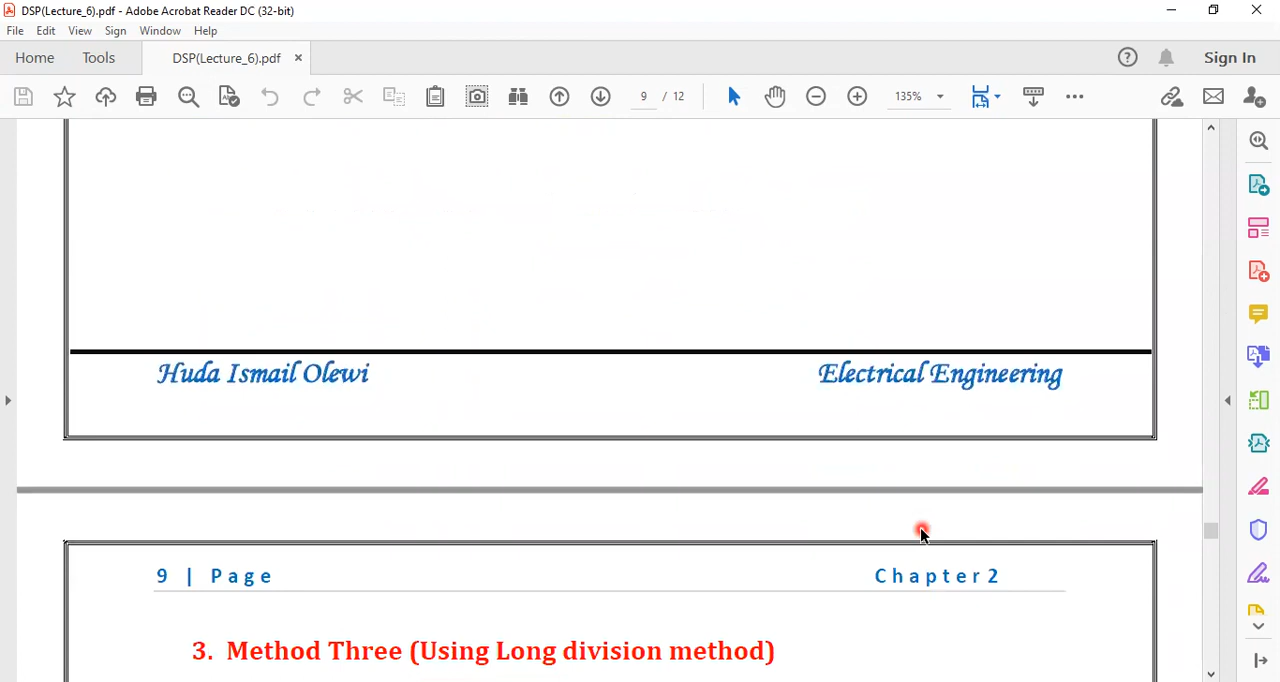 DSP(Lecture_6).pdf - Adobe Acrobat Reader DC (32-bit)
File Edit View Sign Window Help
Home Tools DSP(Lecture_6).pdf Sign In
9 / 12 135%
Huda Ismail Olewi Electrical Engineering
9 | Page Chapter2
3. Method Three (Using Long division method)